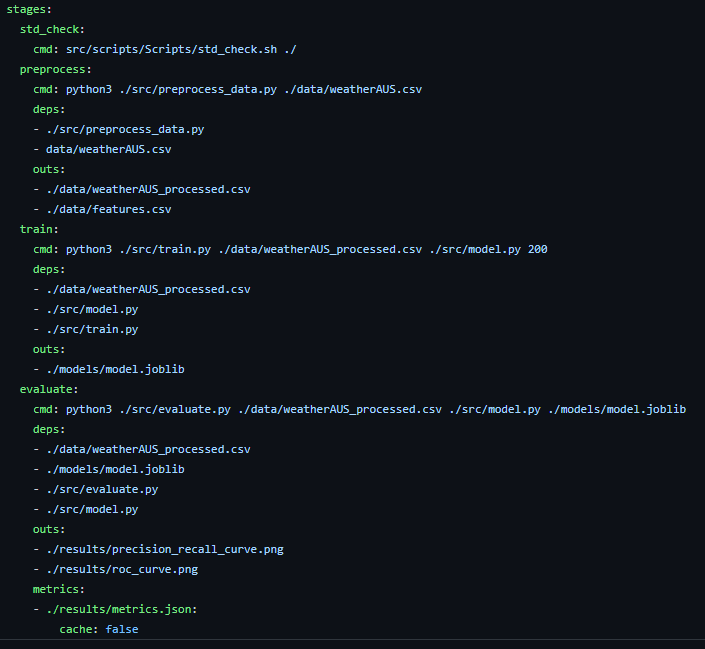 stages:
  std_check:
    cmd: src/scripts/Scripts/std_check.sh ./
  preprocess:
    cmd: python3 ./src/preprocess_data.py ./data/weatherAUS.csv
    deps:
    - ./src/preprocess_data.py
    - data/weatherAUS.csv
    outs:
    - ./data/weatherAUS_processed.csv
    - ./data/features.csv
  train:
    cmd: python3 ./src/train.py ./data/weatherAUS_processed.csv ./src/model.py 200
    deps:
    - ./data/weatherAUS_processed.csv
    - ./src/model.py
    - ./src/train.py
    outs:
    - ./models/model.joblib
  evaluate:
    cmd: python3 ./src/evaluate.py ./data/weatherAUS_processed.csv ./src/model.py ./models/model.joblib
    deps:
    - ./data/weatherAUS_processed.csv
    - ./models/model.joblib
    - ./src/evaluate.py
    - ./src/model.py
    outs:
    - ./results/precision_recall_curve.png
    - ./results/roc_curve.png
    metrics:
    - ./results/metrics.json:
        cache: false